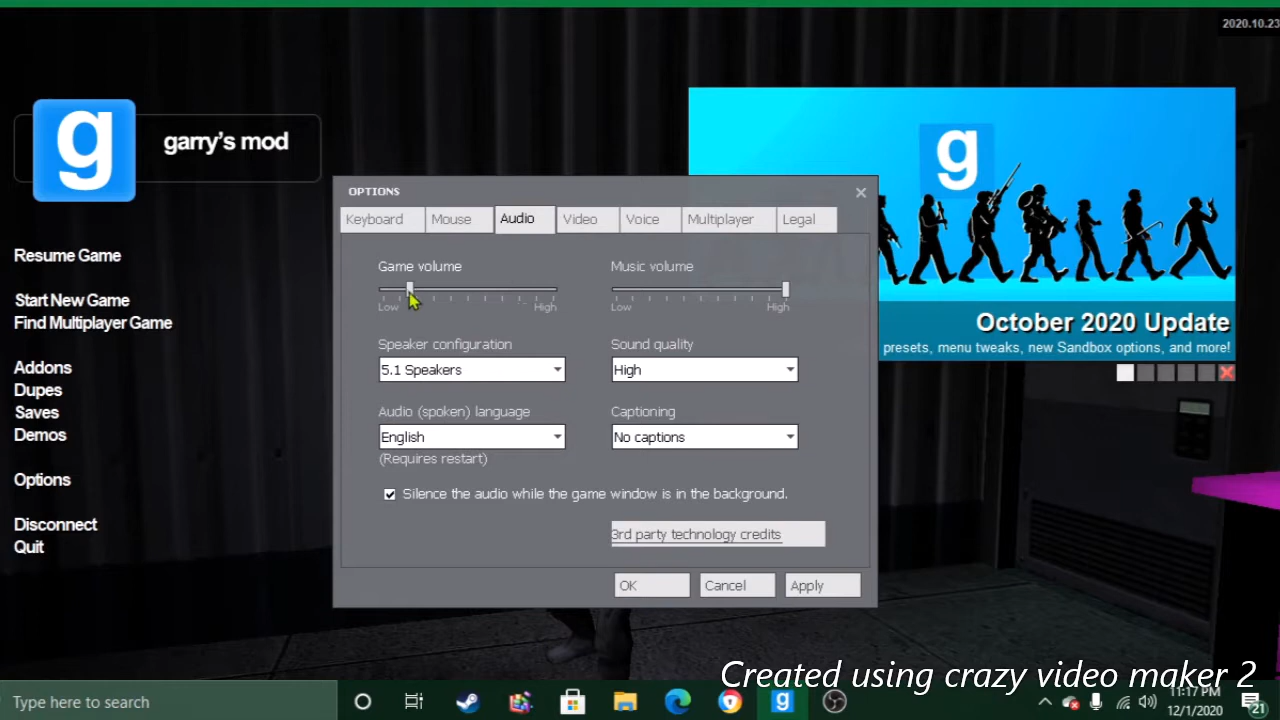 2020.10.23
g
garry's mod
g
OPTIONS
Keyboard
Mouse
Audio
Video
Voice
Multiplayer
Legal
Resume Game
Start New Game
Find Multiplayer Game
Addons
Dupes
Saves
Demos
Options
Disconnect
Quit
Game volume
Low
High
Music volume
Low
High
Speaker configuration
5.1 Speakers
Sound quality
High
Audio (spoken) language
English
(Requires restart)
Captioning
No captions
Silence the audio while the game window is in the background.
3rd party technology credits
OK
Cancel
Apply
October 2020 Update
presets, menu tweaks, new Sandbox options, and more!
Created using crazy video maker 2
Type here to search
g
11:17 PM
12/1/2020
21